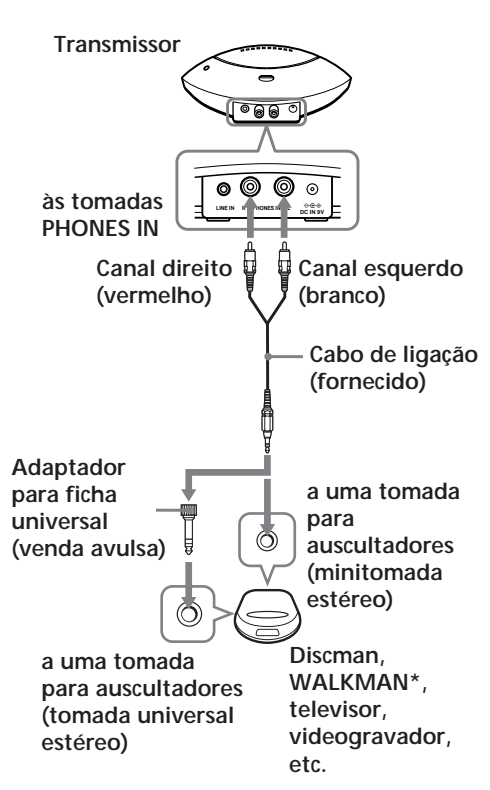 Transmissor
às tomadas
PHONES IN
LINE IN
DC IN 9V
Canal direito
(vermelho)
Canal esquerdo
(branco)
Cabo de ligação
(fornecido)
Adaptador
para ficha
universal
(venda avulsa)
a uma tomada
para
auscultadores
(minitomada
estéreo)
a uma tomada
para auscultadores
(tomada universal
estéreo)
Discman,
WALKMAN*,
televisor,
videogravador,
etc.